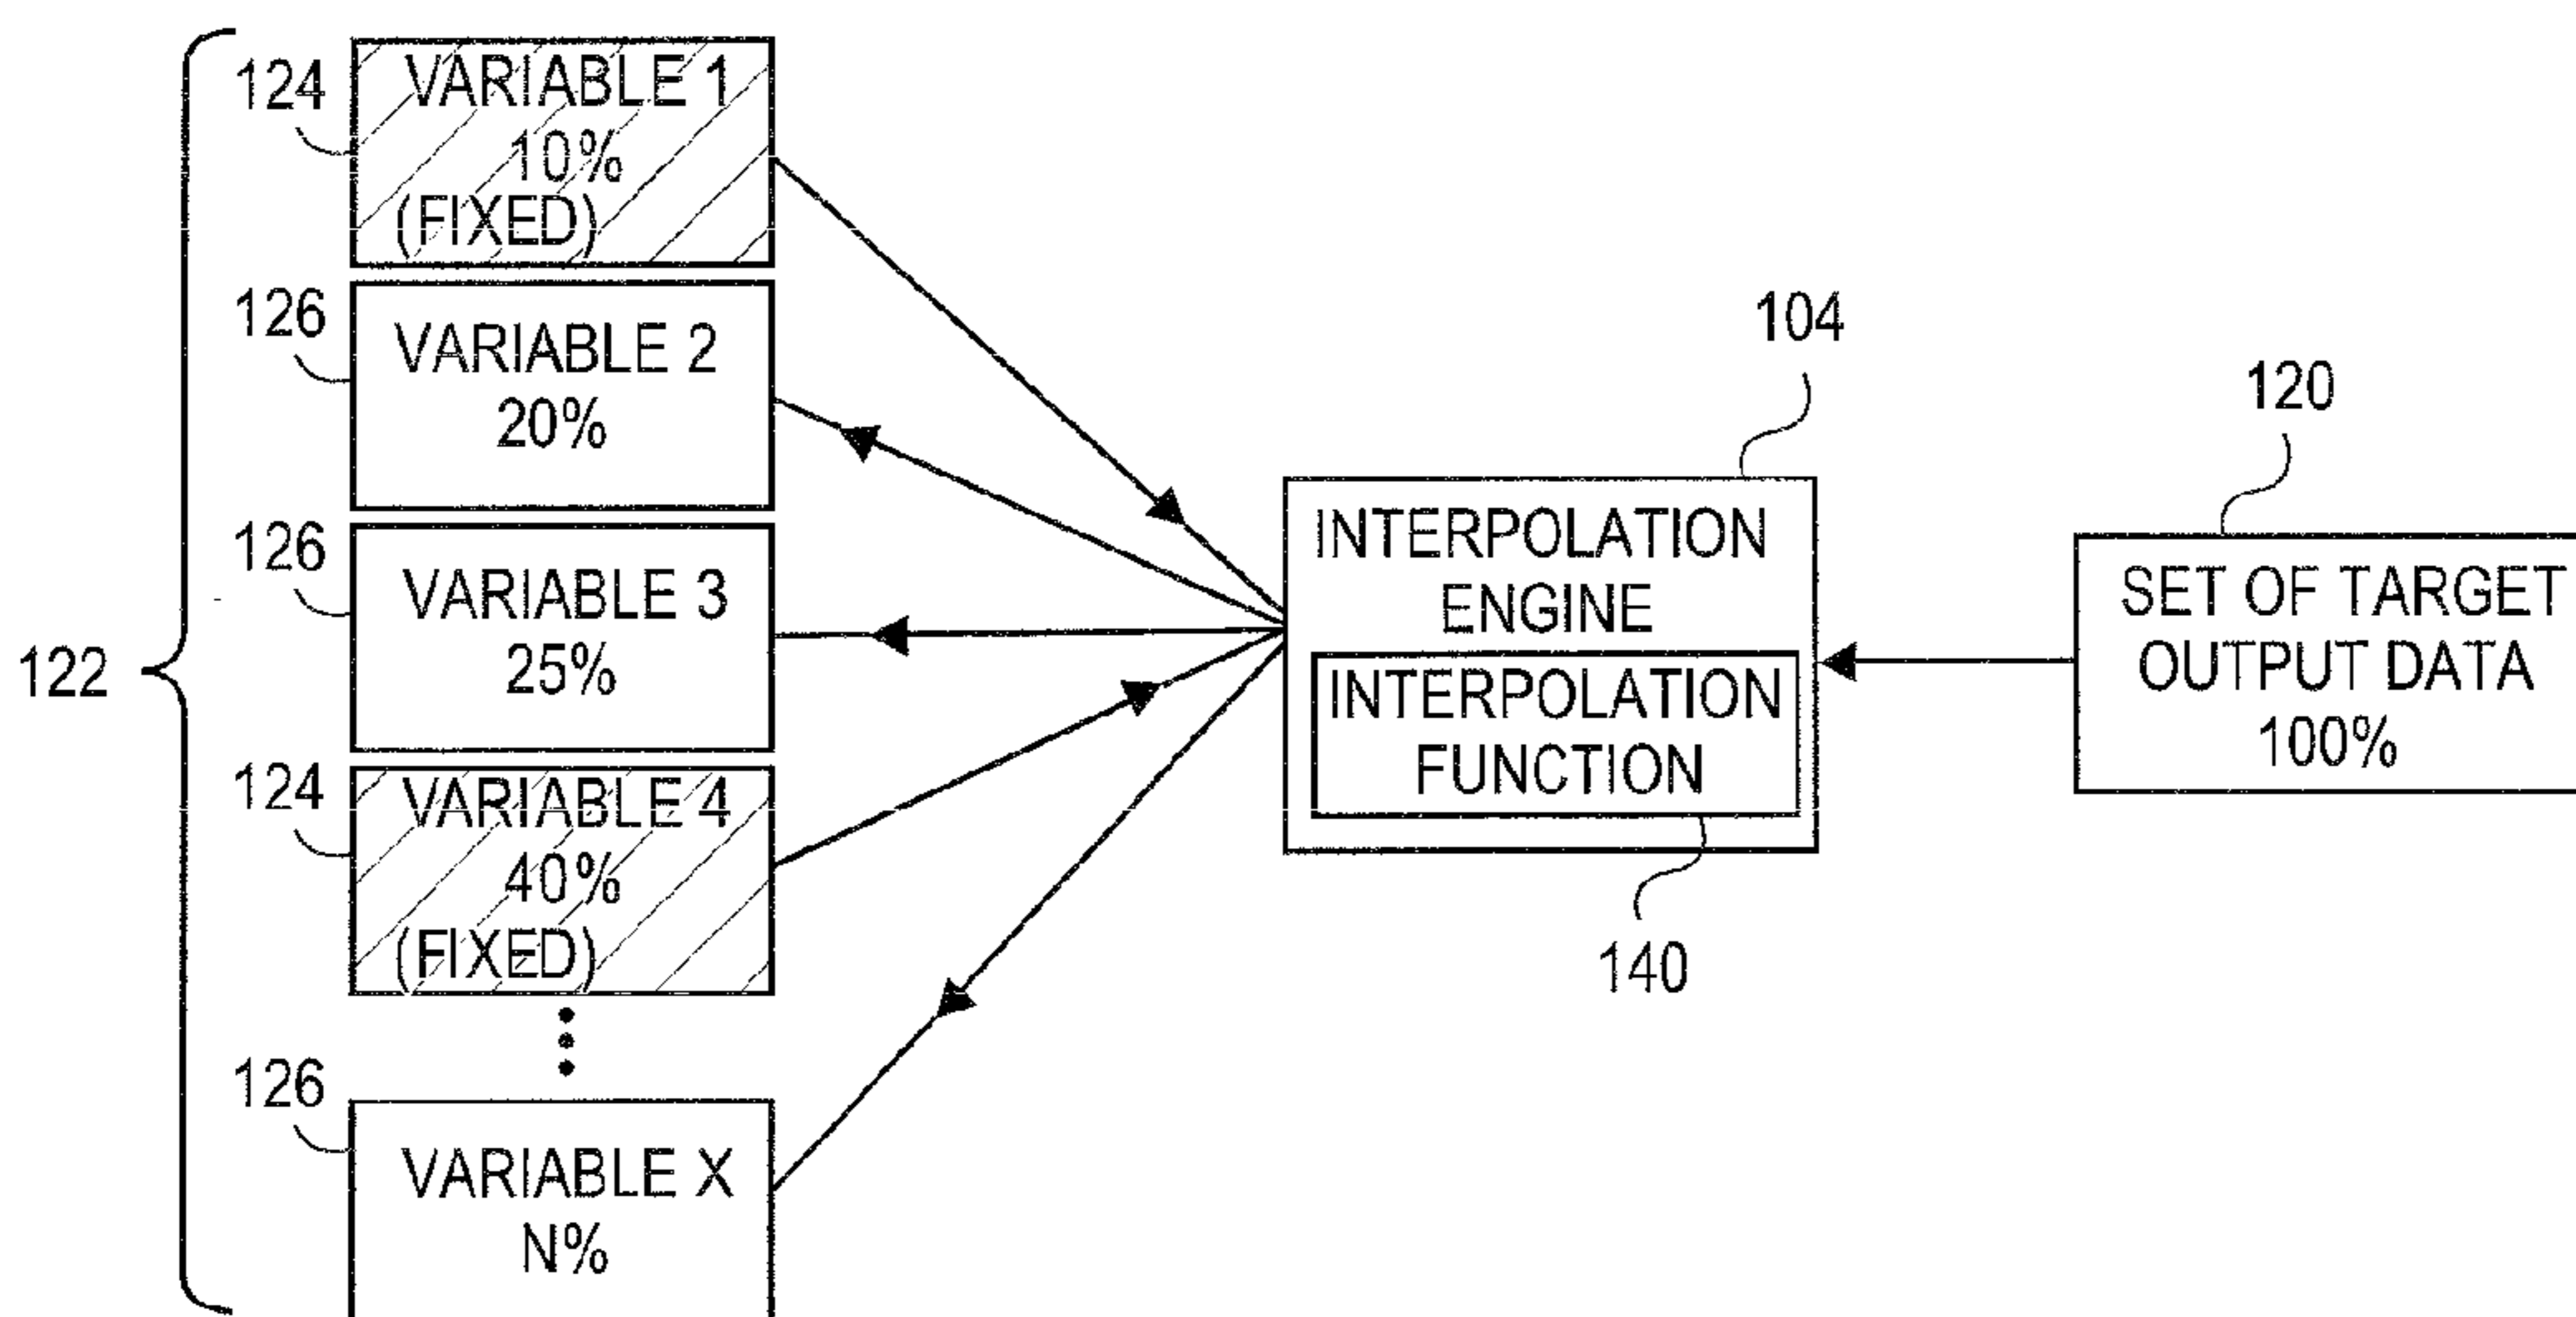 124
VARIABLE 1
10%
(FIXED)
126
VARIABLE 2
20%
126
VARIABLE 3
25%
122
124
VARIABLE 4
40%
(FIXED)
126
VARIABLE X
N%
104
INTERPOLATION
ENGINE
INTERPOLATION
FUNCTION
140
120
SET OF TARGET
OUTPUT DATA
100%